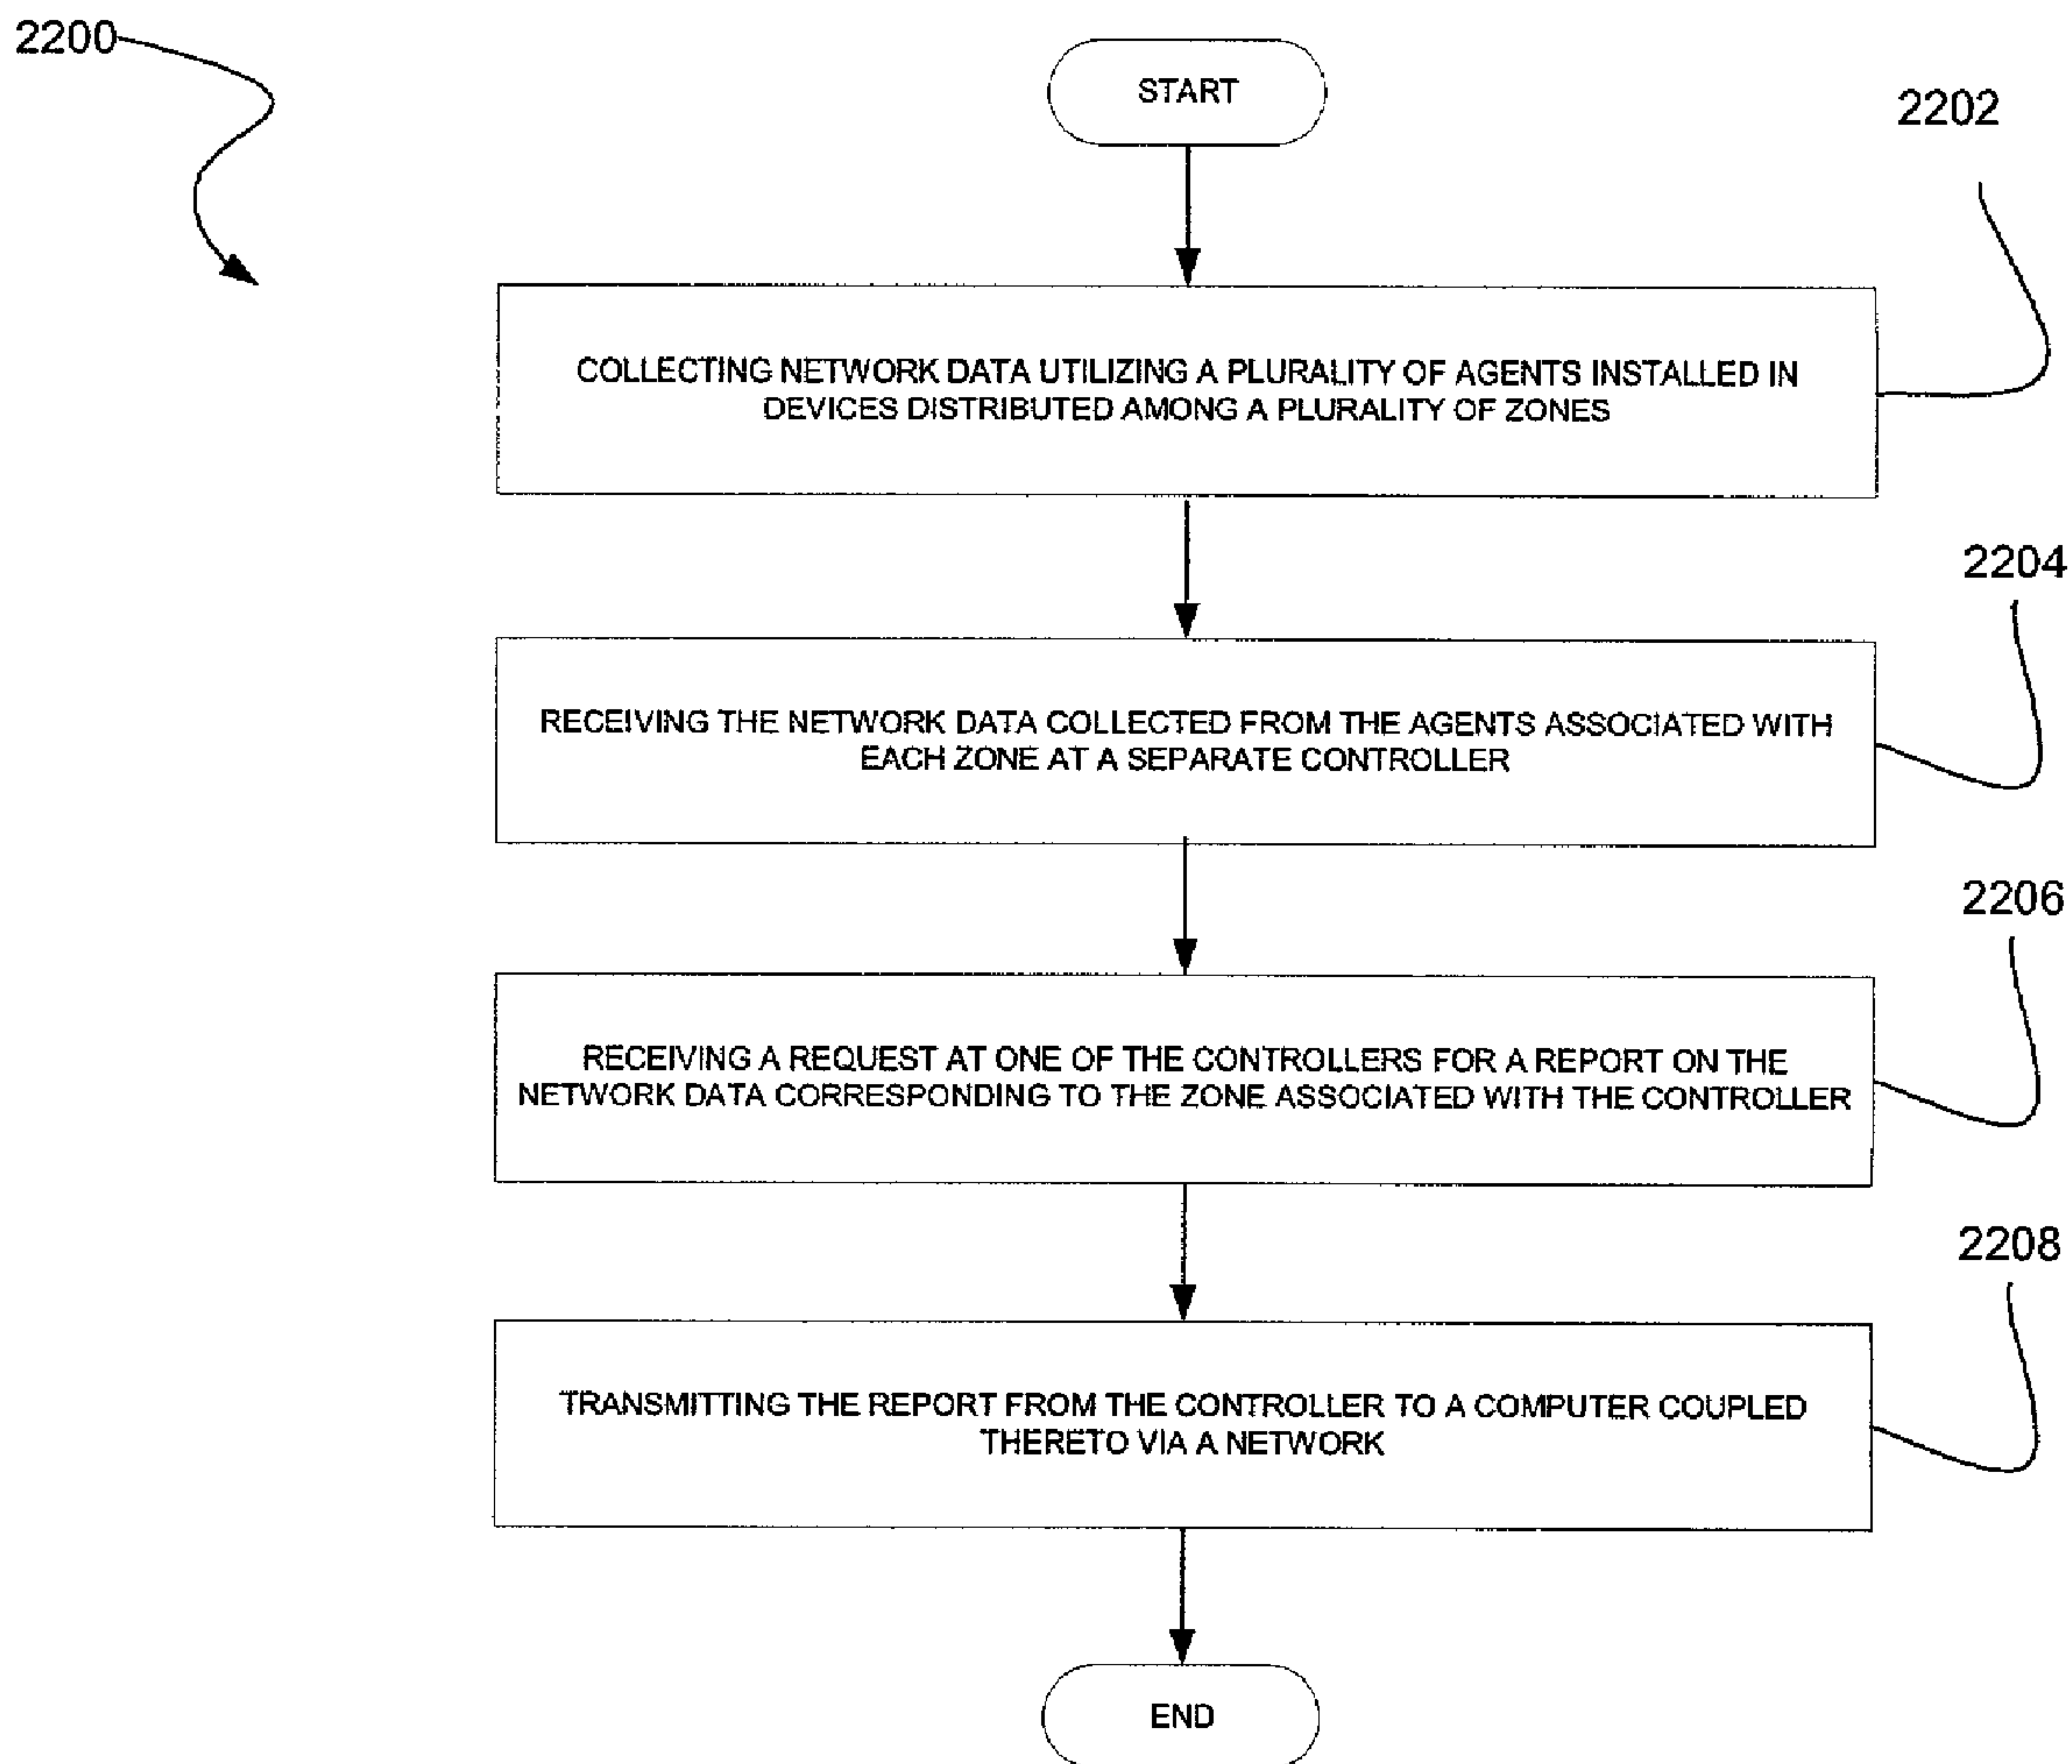 2200
START
2202
COLLECTING NETWORK DATA UTILIZING A PLURALITY OF AGENTS INSTALLED IN
DEVICES DISTRIBUTED AMONG A PLURALITY OF ZONES
2204
RECEIVING THE NETWORK DATA COLLECTED FROM THE AGENTS ASSOCIATED WITH
EACH ZONE AT A SEPARATE CONTROLLER
2206
RECEIVING A REQUEST AT ONE OF THE CONTROLLERS FOR A REPORT ON THE
NETWORK DATA CORRESPONDING TO THE ZONE ASSOCIATED WITH THE CONTROLLER
2208
TRANSMITTING THE REPORT FROM THE CONTROLLER TO A COMPUTER COUPLED
THERETO VIA A NETWORK
END